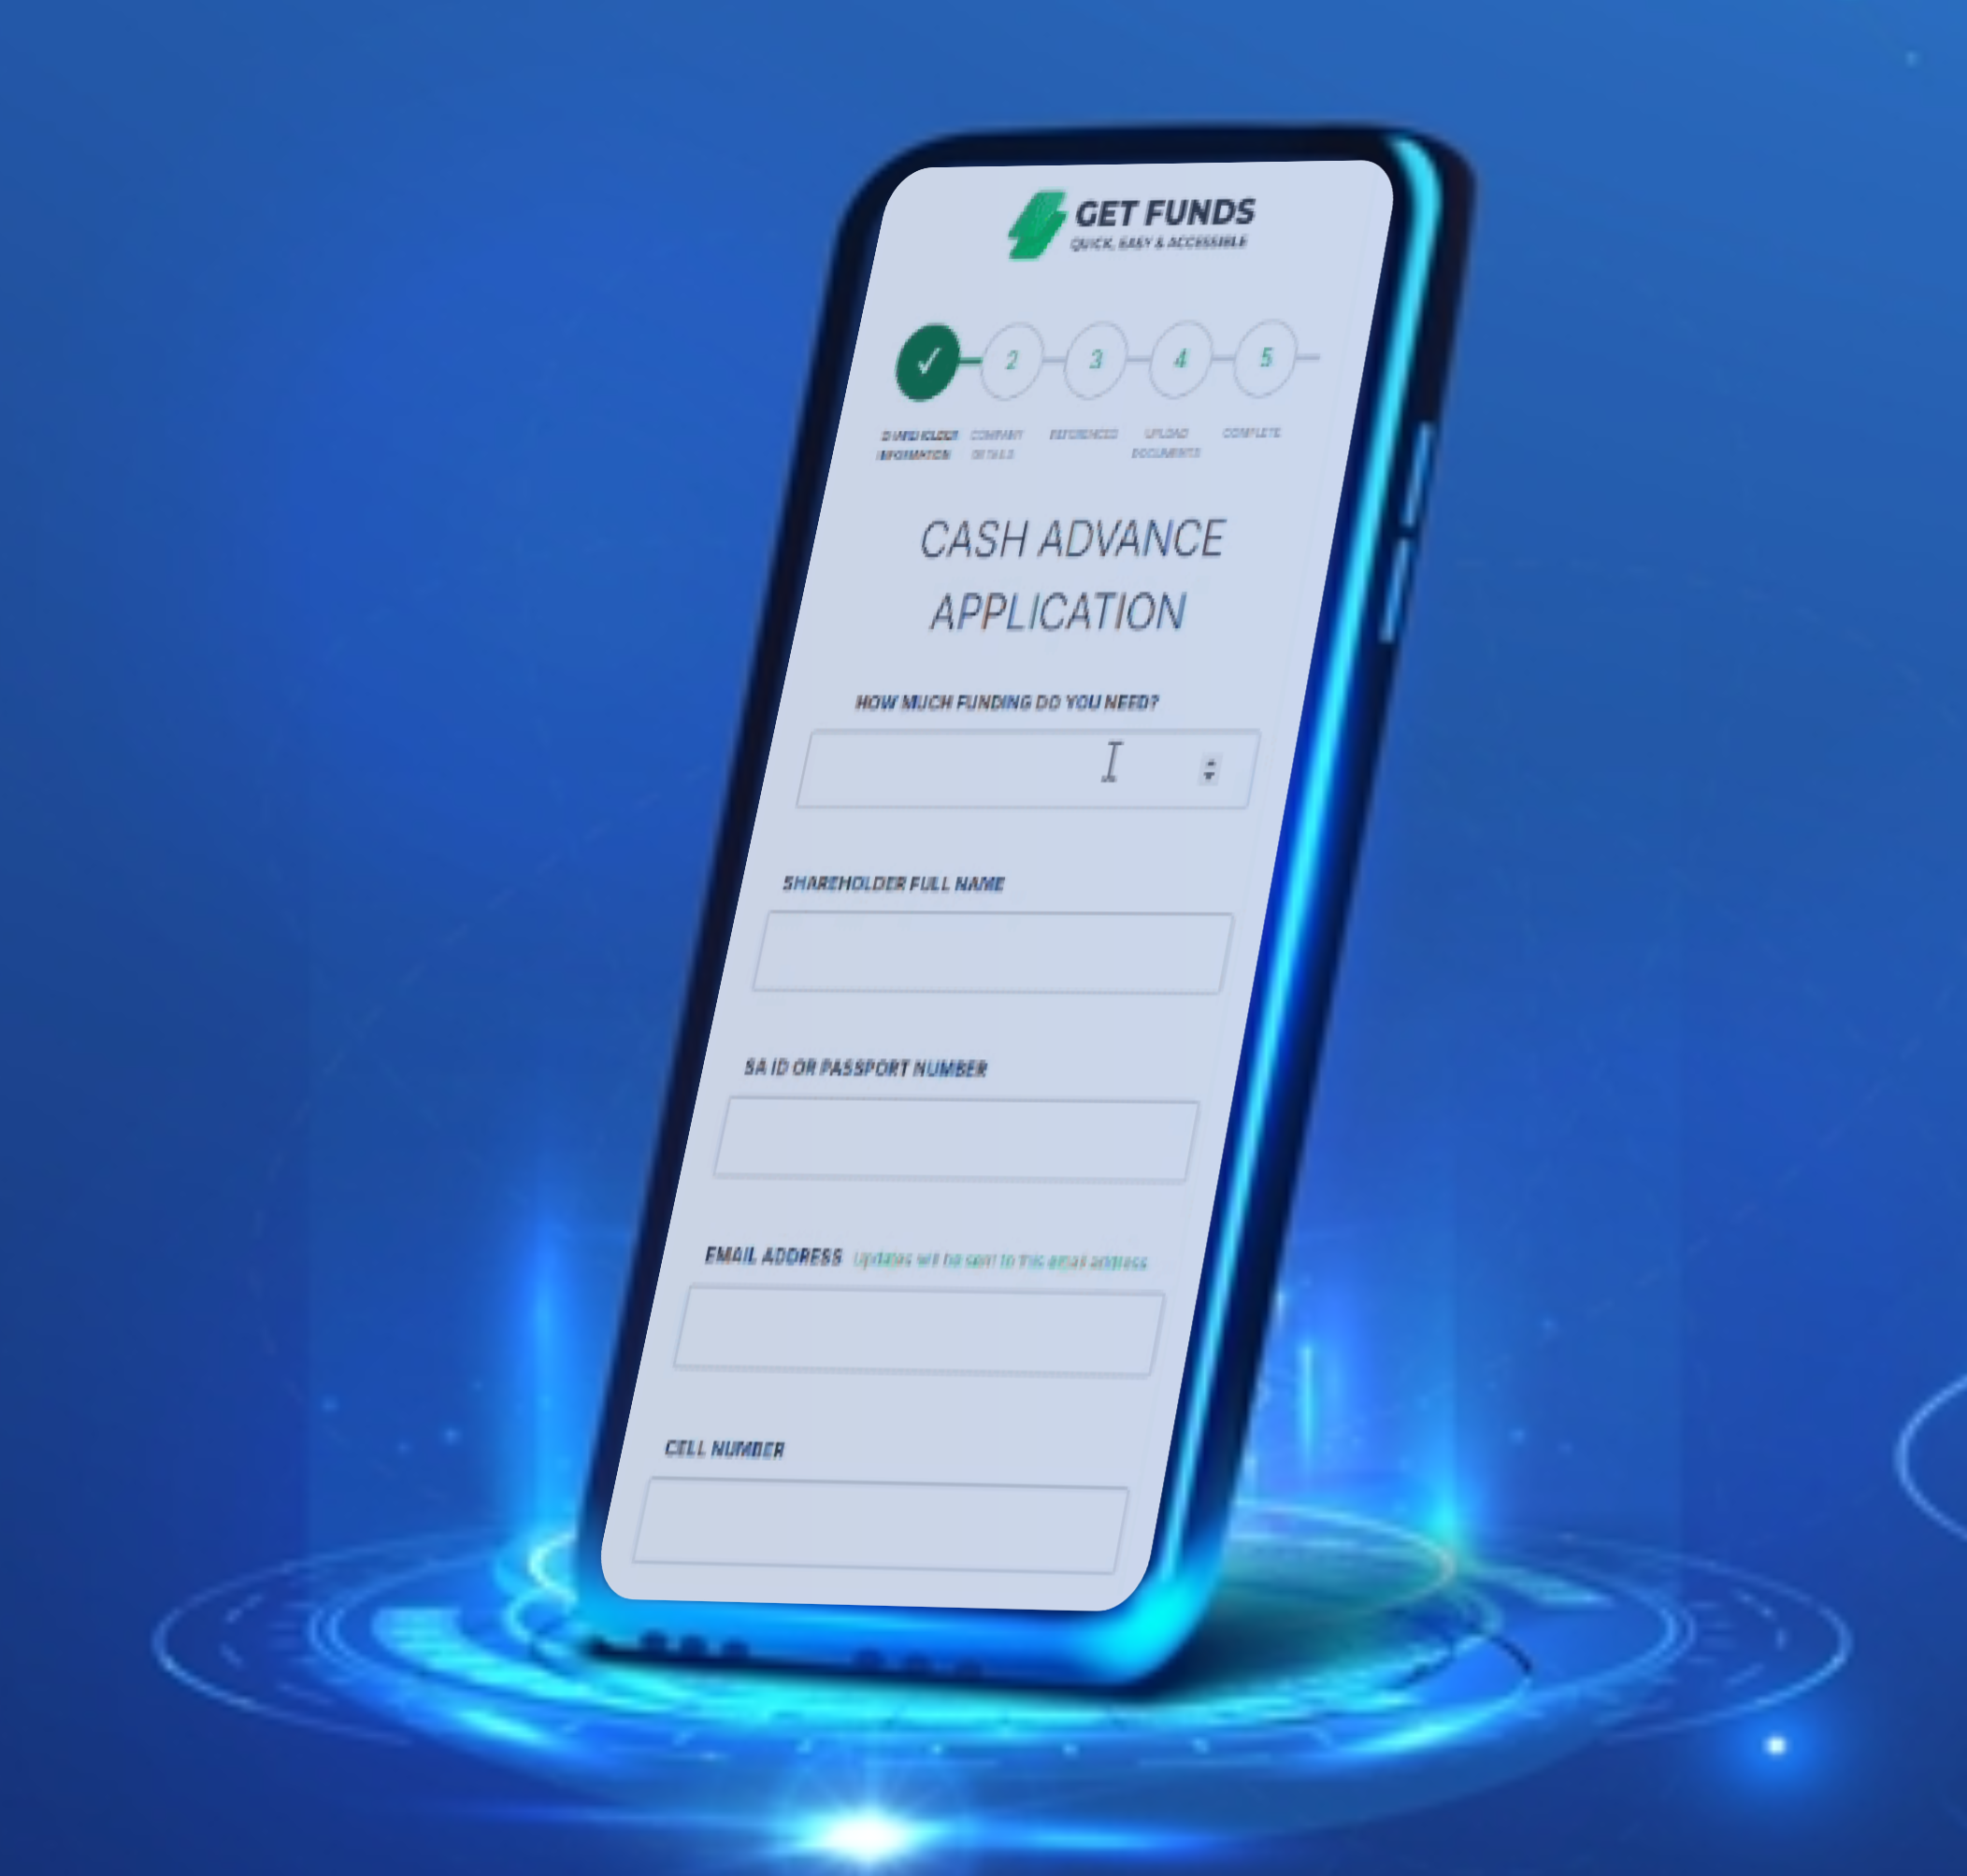 GET FUNDS
QUICK, EASY & ACCESSIBLE
✓ 2 3 4 5
SHAREHOLDER COMPANY REFERENCES UPLOAD COMPLETE
INFORMATION DETAILS DOCUMENTS
CASH ADVANCE
APPLICATION
HOW MUCH FUNDING DO YOU NEED?
SHAREHOLDER FULL NAME
SA ID OR PASSPORT NUMBER
EMAIL ADDRESS Updates will be sent to this email address
CELL NUMBER